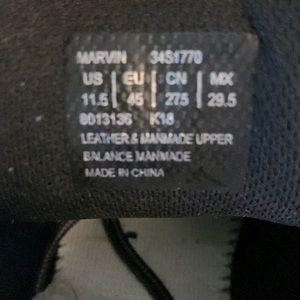 MARVIN 34S1770
US | EU | CN | MX
11.5 | 45 | 275 | 29.5
8013136 K18
LEATHER & MANMADE UPPER
BALANCE MANMADE
MADE IN CHINA